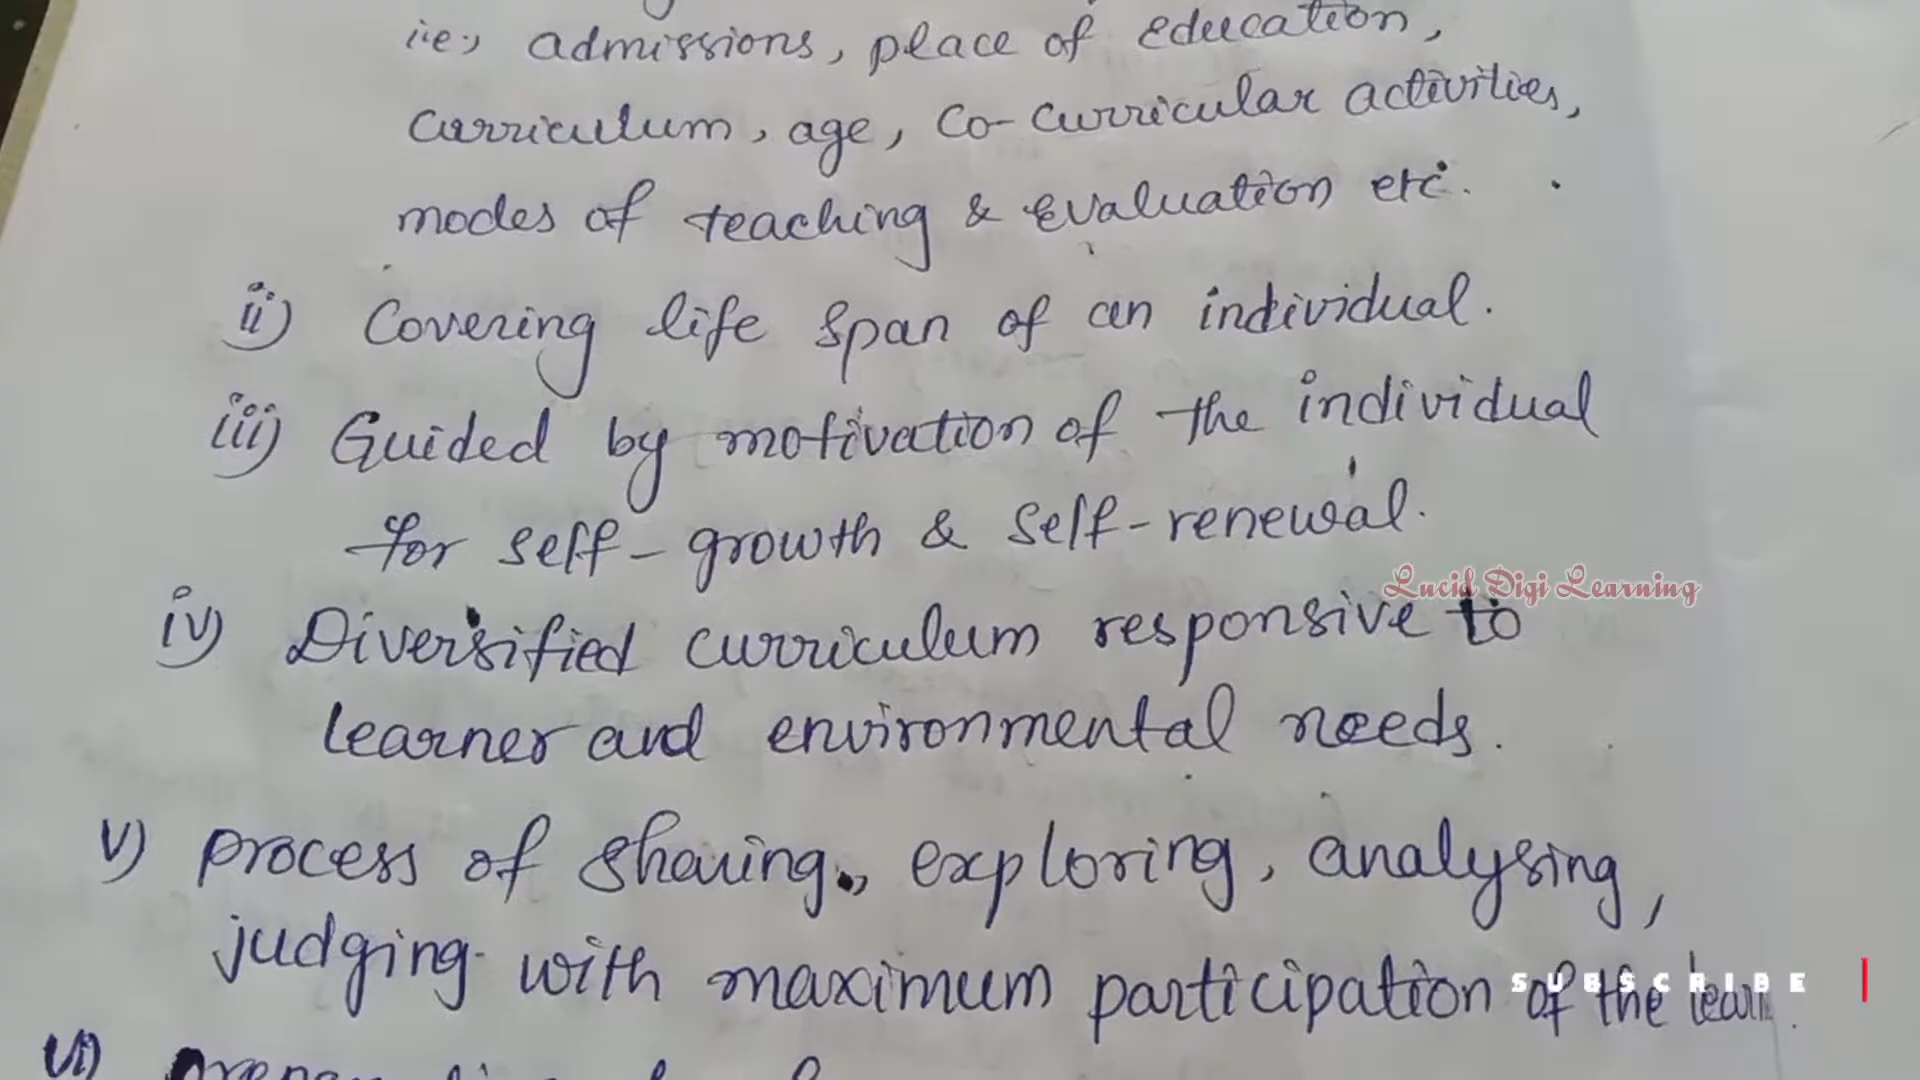 i.e., admissions, place of education,
curriculum, age, co-curricular activities,
modes of teaching & evaluation etc.
ii) Covering life span of an individual.
iii) Guided by motivation of the individual
for self-growth & self-renewal.
Lucid Digi Learning
iv) Diversified curriculum responsive to
learner and environmental needs.
v) process of sharing, exploring, analysing,
judging with maximum participation of the
SUBSCRIBE
vi)